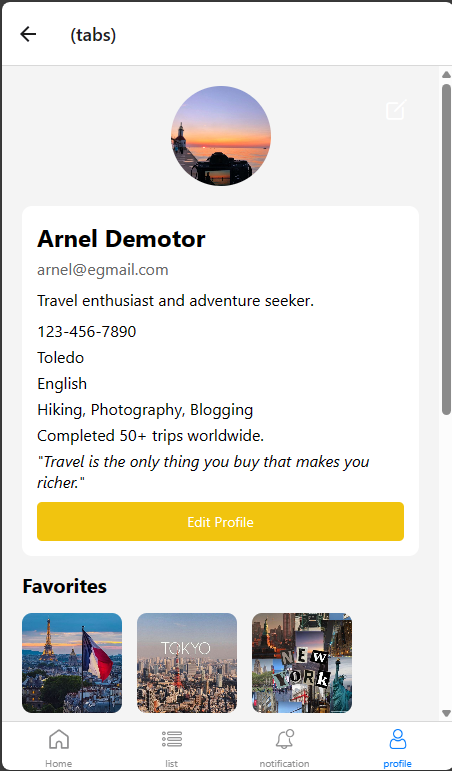 (tabs)
Arnel Demotor
arnel@egmail.com
Travel enthusiast and adventure seeker.
123-456-7890
Toledo
English
Hiking, Photography, Blogging
Completed 50+ trips worldwide.
"Travel is the only thing you buy that makes you
richer."
Edit Profile
Favorites
TOKYO
NEW
YORK
Home
list
notification
profile